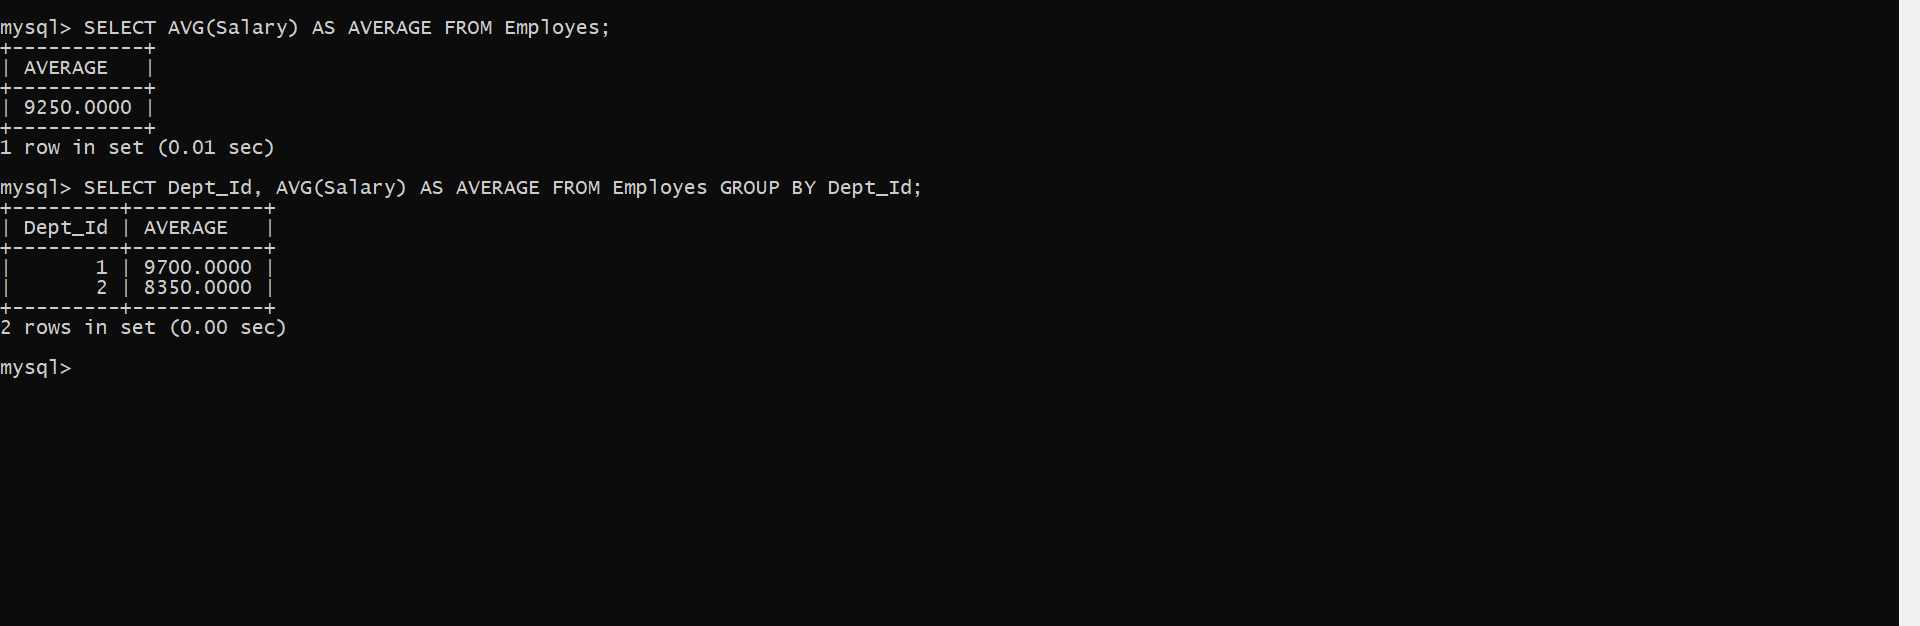 mysql> SELECT AVG(Salary) AS AVERAGE FROM Employes;
+-----------+
| AVERAGE   |
+-----------+
| 9250.0000 |
+-----------+
1 row in set (0.01 sec)
mysql> SELECT Dept_Id, AVG(Salary) AS AVERAGE FROM Employes GROUP BY Dept_Id;
+---------+-----------+
| Dept_Id | AVERAGE   |
+---------+-----------+
|       1 | 9700.0000 |
|       2 | 8350.0000 |
+---------+-----------+
2 rows in set (0.00 sec)
mysql>